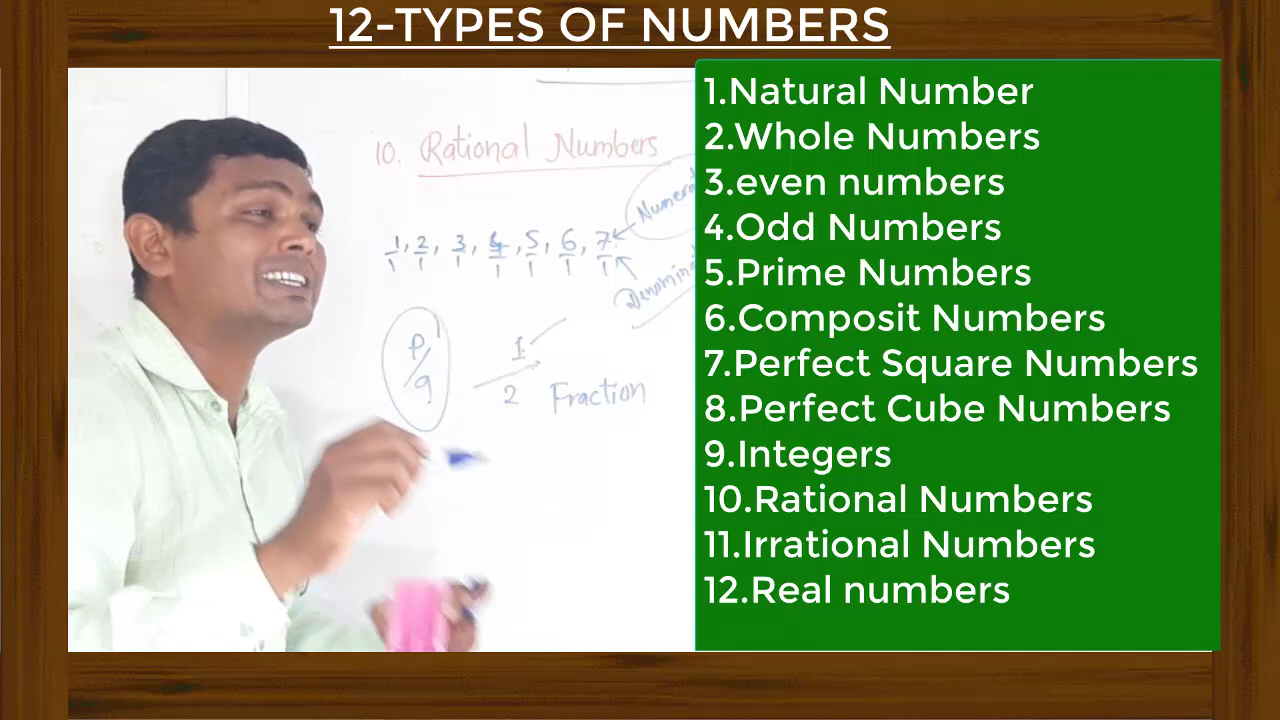 12-TYPES OF NUMBERS
10. Rational Numbers
1/1, 2/1, 3/1, 4/1, 5/1, 6/1, 7/1
P/q
1
2
Fraction
1.Natural Number
2.Whole Numbers
3.even numbers
4.Odd Numbers
5.Prime Numbers
6.Composit Numbers
7.Perfect Square Numbers
8.Perfect Cube Numbers
9.Integers
10.Rational Numbers
11.Irrational Numbers
12.Real numbers